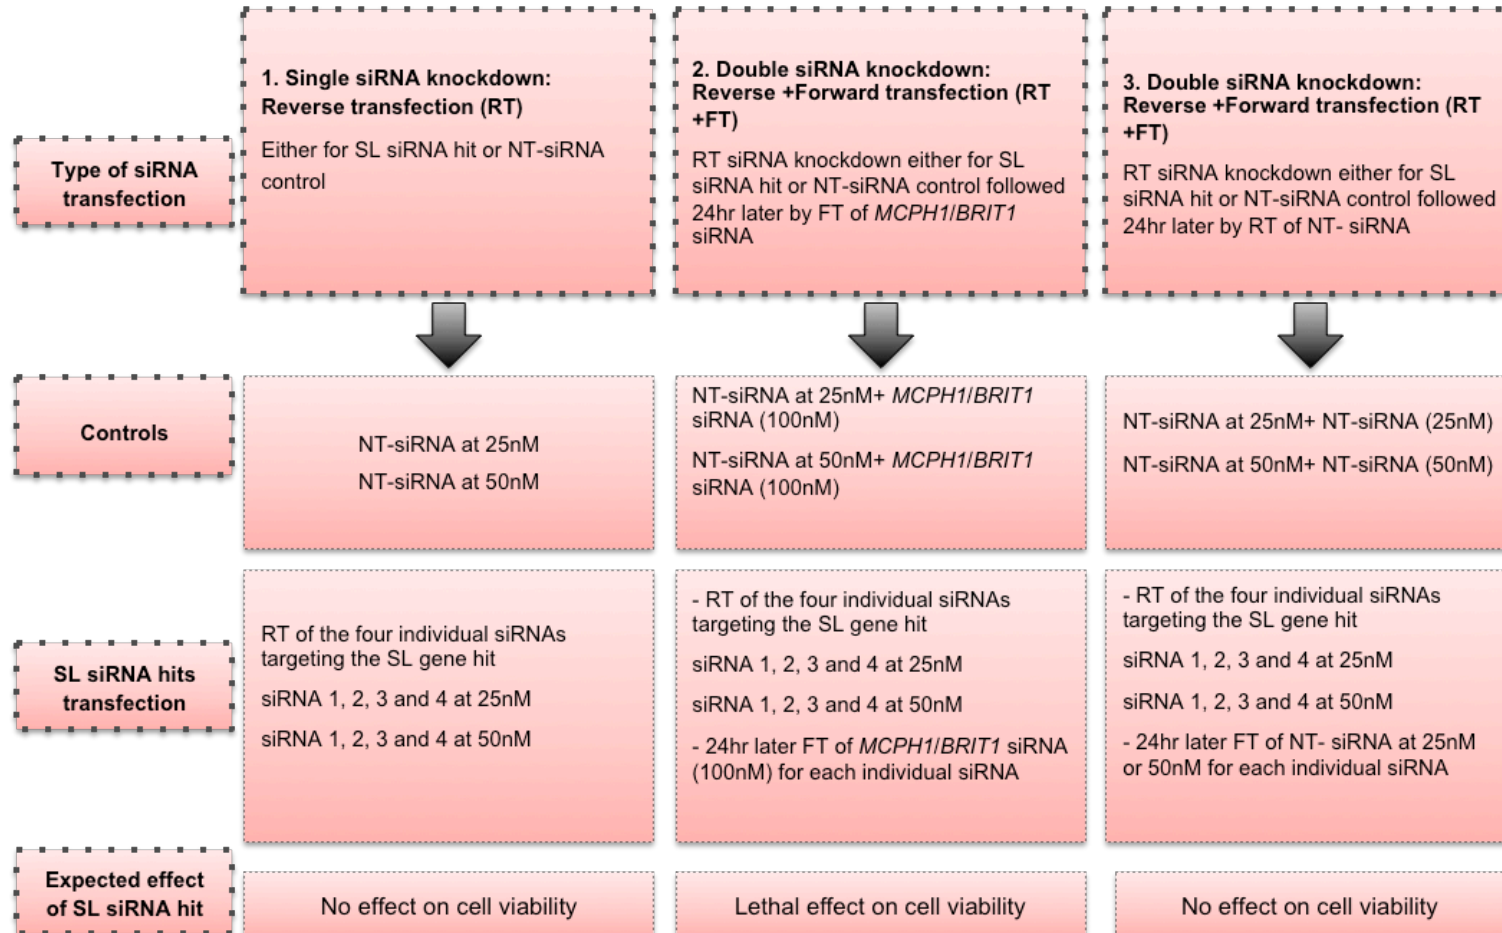 1. Single siRNA knockdown:
Reverse transfection (RT)
Either for SL siRNA hit or NT-siRNA
control
2. Double siRNA knockdown:
Reverse +Forward transfection (RT
+FT)
RT siRNA knockdown either for SL
siRNA hit or NT-siRNA control followed
24hr later by FT of MCPH1/BRIT1
siRNA
3. Double siRNA knockdown:
Reverse +Forward transfection (RT
+FT)
RT siRNA knockdown either for SL
siRNA hit or NT-siRNA control followed
24hr later by RT of NT- siRNA
Type of siRNA
transfection
Controls
NT-siRNA at 25nM
NT-siRNA at 50nM
NT-siRNA at 25nM+ MCPH1/BRIT1
siRNA (100nM)
NT-siRNA at 50nM+ MCPH1/BRIT1
siRNA (100nM)
NT-siRNA at 25nM+ NT-siRNA (25nM)
NT-siRNA at 50nM+ NT-siRNA (50nM)
SL siRNA hits
transfection
RT of the four individual siRNAs
targeting the SL gene hit
siRNA 1, 2, 3 and 4 at 25nM
siRNA 1, 2, 3 and 4 at 50nM
- RT of the four individual siRNAs
targeting the SL gene hit
siRNA 1, 2, 3 and 4 at 25nM
siRNA 1, 2, 3 and 4 at 50nM
- 24hr later FT of MCPH1/BRIT1 siRNA
(100nM) for each individual siRNA
- RT of the four individual siRNAs
targeting the SL gene hit
siRNA 1, 2, 3 and 4 at 25nM
siRNA 1, 2, 3 and 4 at 50nM
- 24hr later FT of NT- siRNA at 25nM
or 50nM for each individual siRNA
Expected effect
of SL siRNA hit
No effect on cell viability
Lethal effect on cell viability
No effect on cell viability